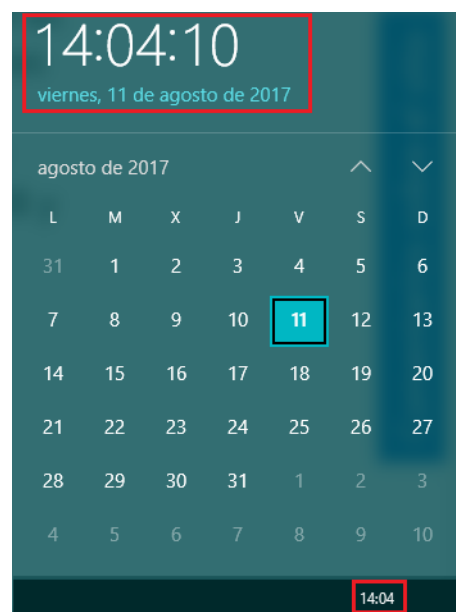 14:04:10
viernes, 11 de agosto de 2017
agosto de 2017
L M X J V S D
31 1 2 3 4 5 6
7 8 9 10 11 12 13
14 15 16 17 18 19 20
21 22 23 24 25 26 27
28 29 30 31 1 2 3
4 5 6 7 8 9 10
14:04